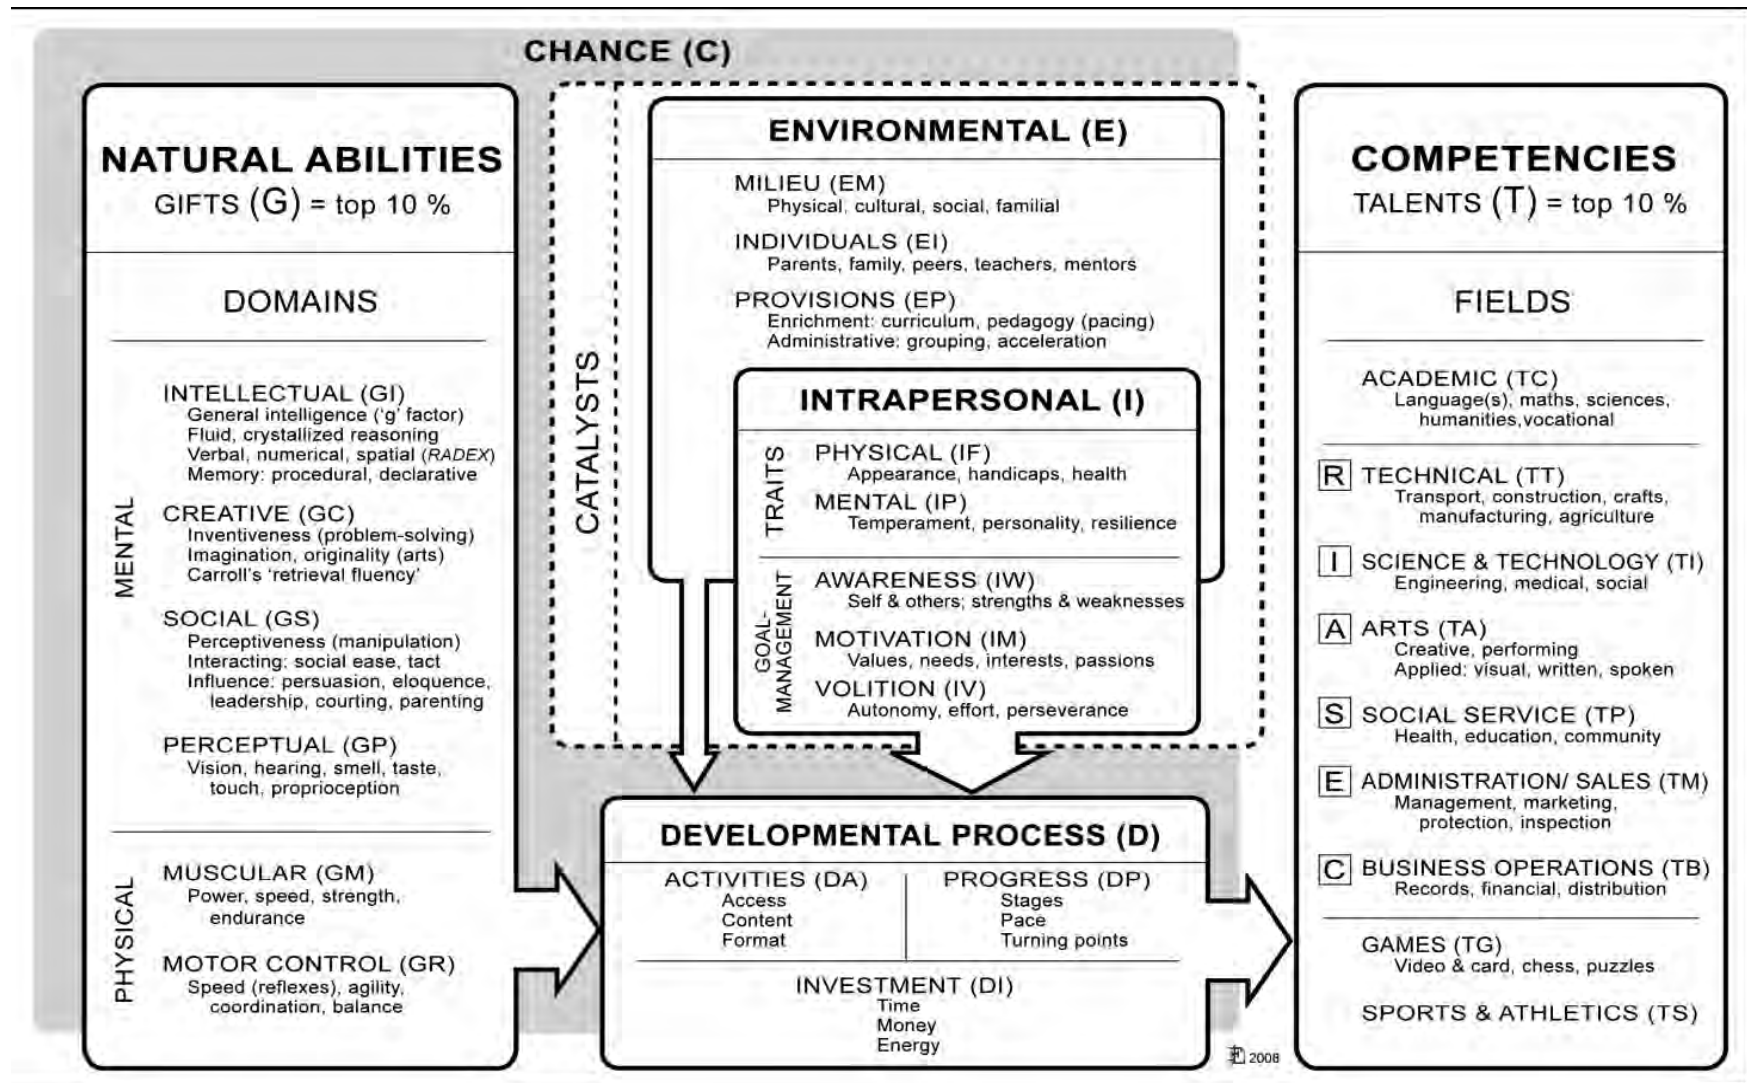 CHANCE (C)
NATURAL ABILITIES
GIFTS (G) = top 10 %
DOMAINS
MENTAL
INTELLECTUAL (GI)
General intelligence ('g' factor)
Fluid, crystallized reasoning
Verbal, numerical, spatial (RADEX)
Memory: procedural, declarative
CREATIVE (GC)
Inventiveness (problem-solving)
Imagination, originality (arts)
Carroll's 'retrieval fluency'
SOCIAL (GS)
Perceptiveness (manipulation)
Interacting: social ease, tact
Influence: persuasion, eloquence,
leadership, courting, parenting
PERCEPTUAL (GP)
Vision, hearing, smell, taste,
touch, proprioception
PHYSICAL
MUSCULAR (GM)
Power, speed, strength,
endurance
MOTOR CONTROL (GR)
Speed (reflexes), agility,
coordination, balance
CATALYSTS
ENVIRONMENTAL (E)
MILIEU (EM)
Physical, cultural, social, familial
INDIVIDUALS (EI)
Parents, family, peers, teachers, mentors
PROVISIONS (EP)
Enrichment: curriculum, pedagogy (pacing)
Administrative: grouping, acceleration
INTRAPERSONAL (I)
TRAITS
PHYSICAL (IF)
Appearance, handicaps, health
MENTAL (IP)
Temperament, personality, resilience
GOAL-
MANAGEMENT
AWARENESS (IW)
Self & others; strengths & weaknesses
MOTIVATION (IM)
Values, needs, interests, passions
VOLITION (IV)
Autonomy, effort, perseverance
DEVELOPMENTAL PROCESS (D)
ACTIVITIES (DA)
Access
Content
Format
PROGRESS (DP)
Stages
Pace
Turning points
INVESTMENT (DI)
Time
Money
Energy
2008
COMPETENCIES
TALENTS (T) = top 10 %
FIELDS
ACADEMIC (TC)
Language(s), maths, sciences,
humanities,vocational
R TECHNICAL (TT)
Transport, construction, crafts,
manufacturing, agriculture
I SCIENCE & TECHNOLOGY (TI)
Engineering, medical, social
A ARTS (TA)
Creative, performing
Applied: visual, written, spoken
S SOCIAL SERVICE (TP)
Health, education, community
E ADMINISTRATION/ SALES (TM)
Management, marketing,
protection, inspection
C BUSINESS OPERATIONS (TB)
Records, financial, distribution
GAMES (TG)
Video & card, chess, puzzles
SPORTS & ATHLETICS (TS)